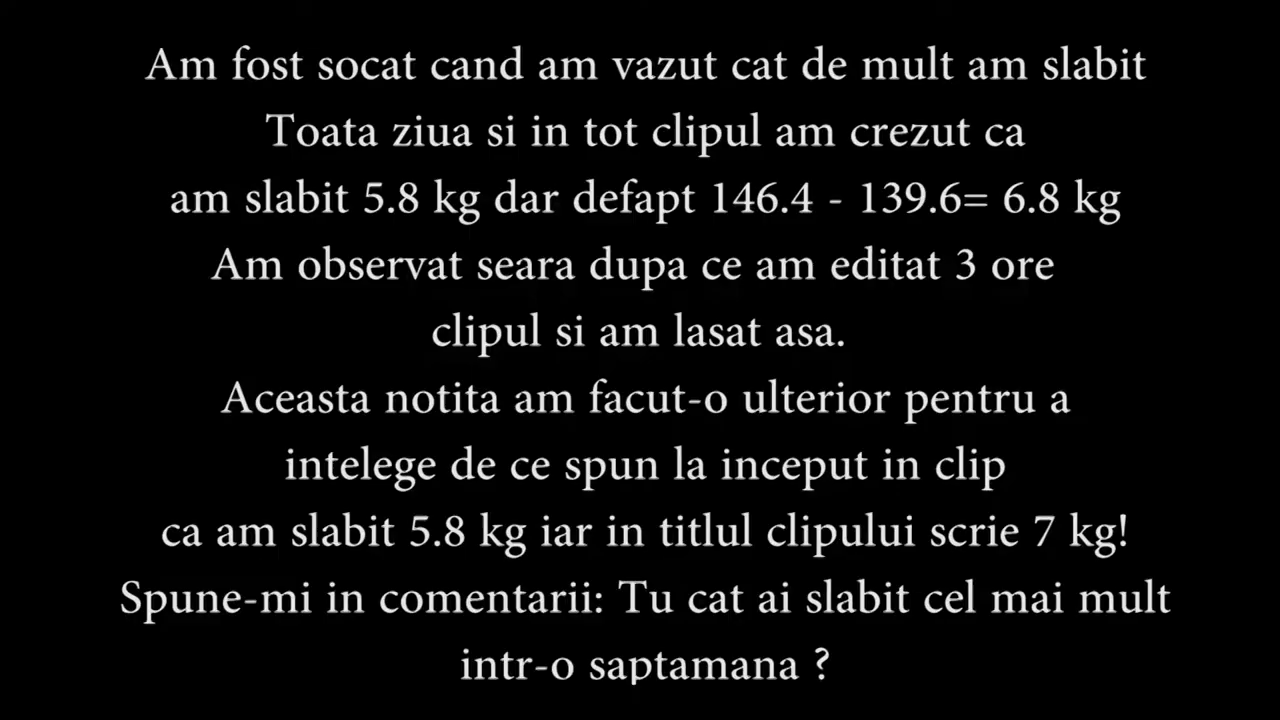 Am fost socat cand am vazut cat de mult am slabit
Toata ziua si in tot clipul am crezut ca
am slabit 5.8 kg dar defapt 146.4 - 139.6= 6.8 kg
Am observat seara dupa ce am editat 3 ore
clipul si am lasat asa.
Aceasta notita am facut-o ulterior pentru a
intelege de ce spun la inceput in clip
ca am slabit 5.8 kg iar in titlul clipului scrie 7 kg!
Spune-mi in comentarii: Tu cat ai slabit cel mai mult
intr-o saptamana ?